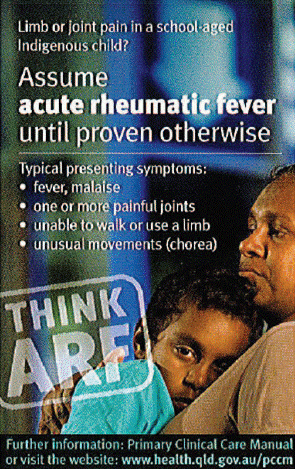 Limb or joint pain in a school-aged
Indigenous child?
Assume
acute rheumatic fever
until proven otherwise
Typical presenting symptoms:
• fever, malaise
• one or more painful joints
• unable to walk or use a limb
• unusual movements (chorea)
THINK
ARF
Further information: Primary Clinical Care Manual
or visit the website: www.health.qld.gov.au/pccm